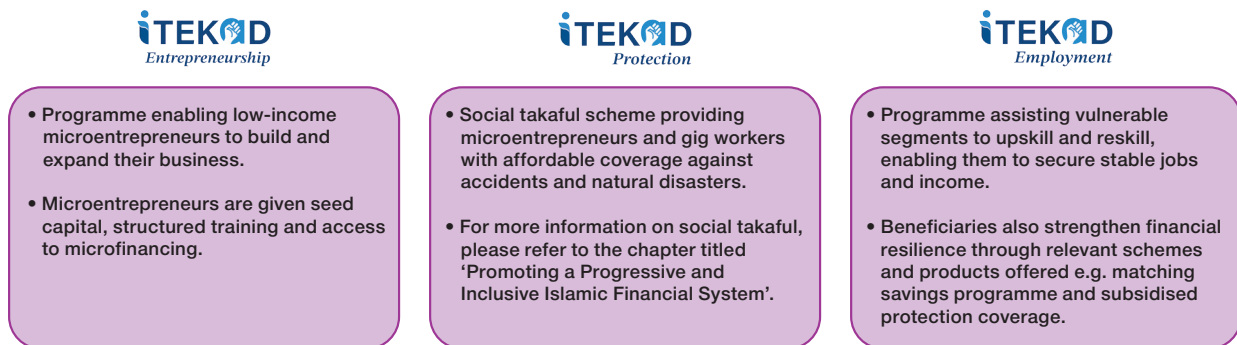 iTEKAD
Entrepreneurship
• Programme enabling low-income
microentrepreneurs to build and
expand their business.
• Microentrepreneurs are given seed
capital, structured training and access
to microfinancing.
iTEKAD
Protection
• Social takaful scheme providing
microentrepreneurs and gig workers
with affordable coverage against
accidents and natural disasters.
• For more information on social takaful,
please refer to the chapter titled
‘Promoting a Progressive and
Inclusive Islamic Financial System’.
iTEKAD
Employment
• Programme assisting vulnerable
segments to upskill and reskill,
enabling them to secure stable jobs
and income.
• Beneficiaries also strengthen financial
resilience through relevant schemes
and products offered e.g. matching
savings programme and subsidised
protection coverage.